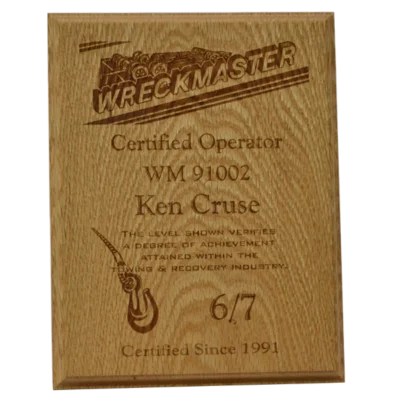 WRECKMASTER
Certified Operator
WM 91002
Ken Cruse
THE LEVEL SHOWN VERIFIES
A DEGREE OF ACHIEVEMENT
ATTAINED WITHIN THE
TOWING & RECOVERY INDUSTRY.
6/7
Certified Since 1991